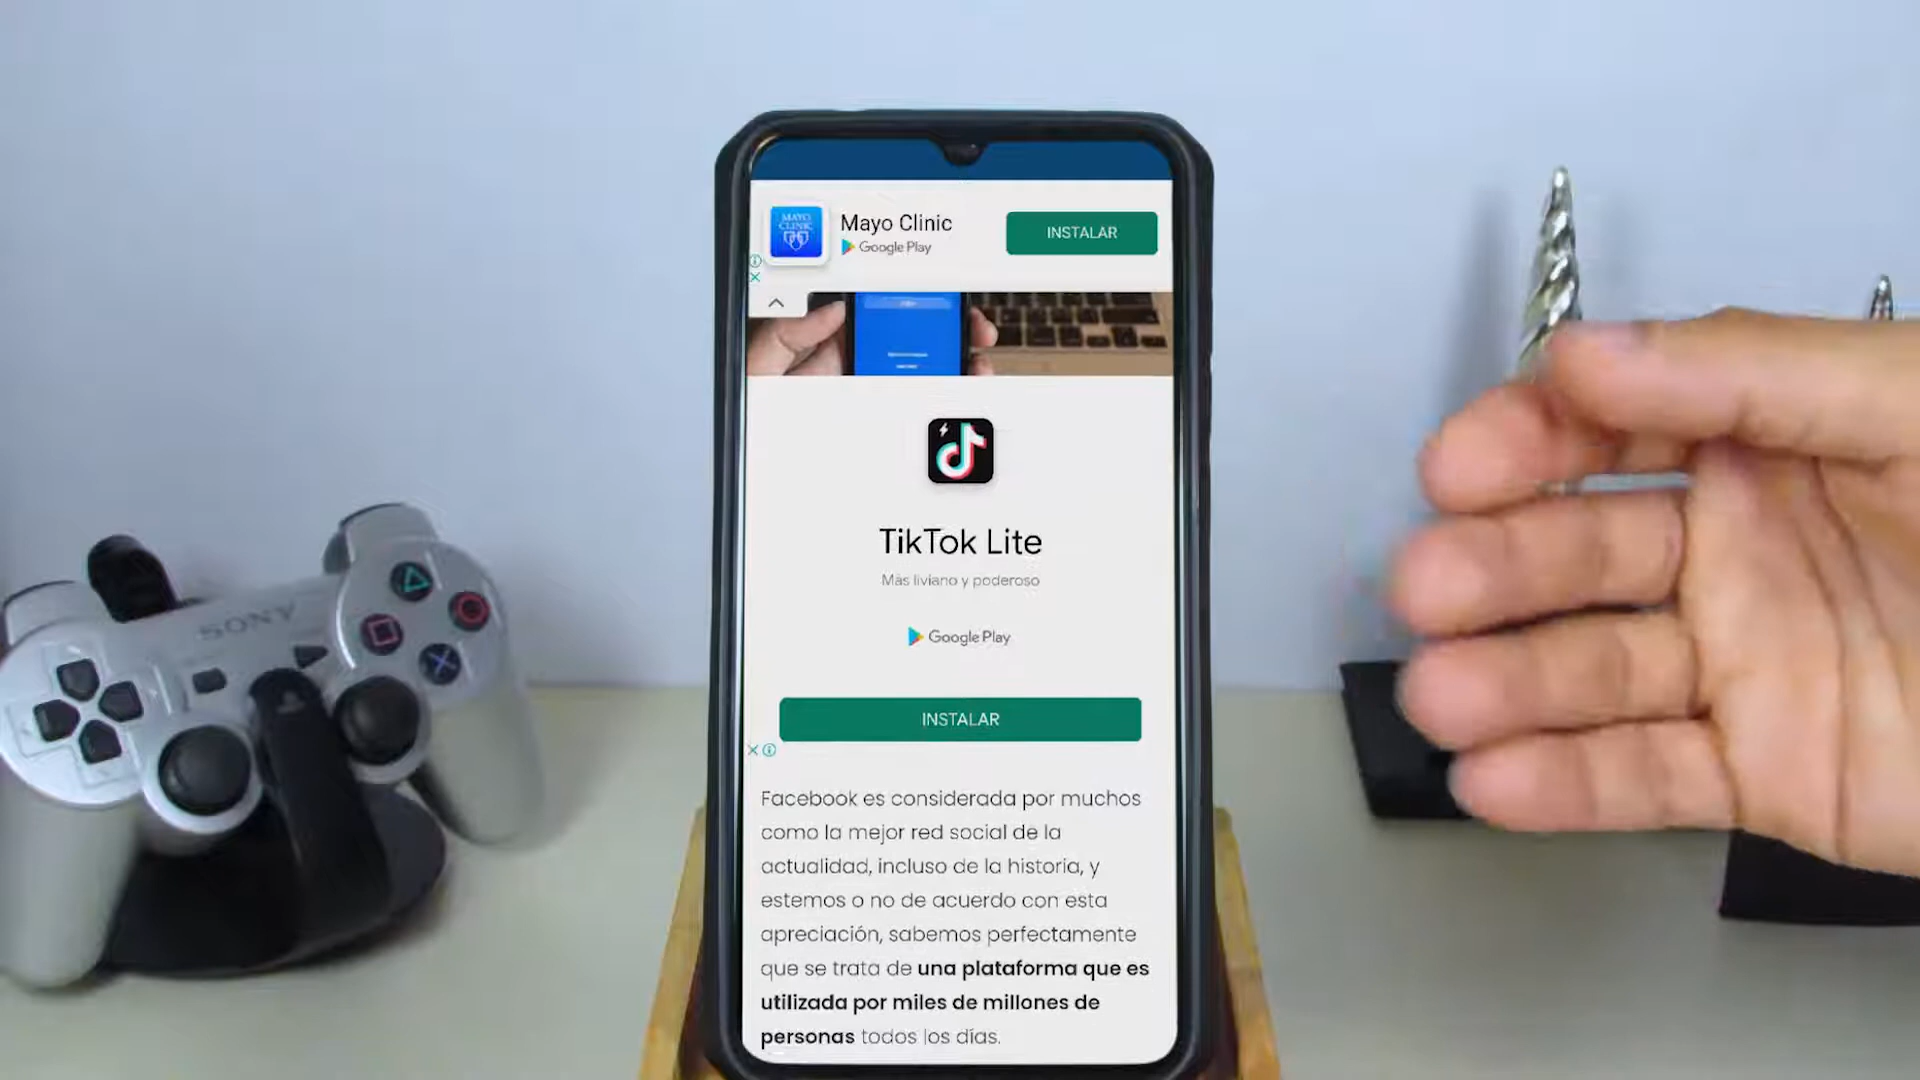 MAYO
CLINIC
Mayo Clinic
Google Play
INSTALAR
TikTok Lite
Más liviano y poderoso
Google Play
INSTALAR
Facebook es considerada por muchos
como la mejor red social de la
actualidad, incluso de la historia, y
estemos o no de acuerdo con esta
apreciación, sabemos perfectamente
que se trata de una plataforma que es
utilizada por miles de millones de
personas todos los días.
SONY